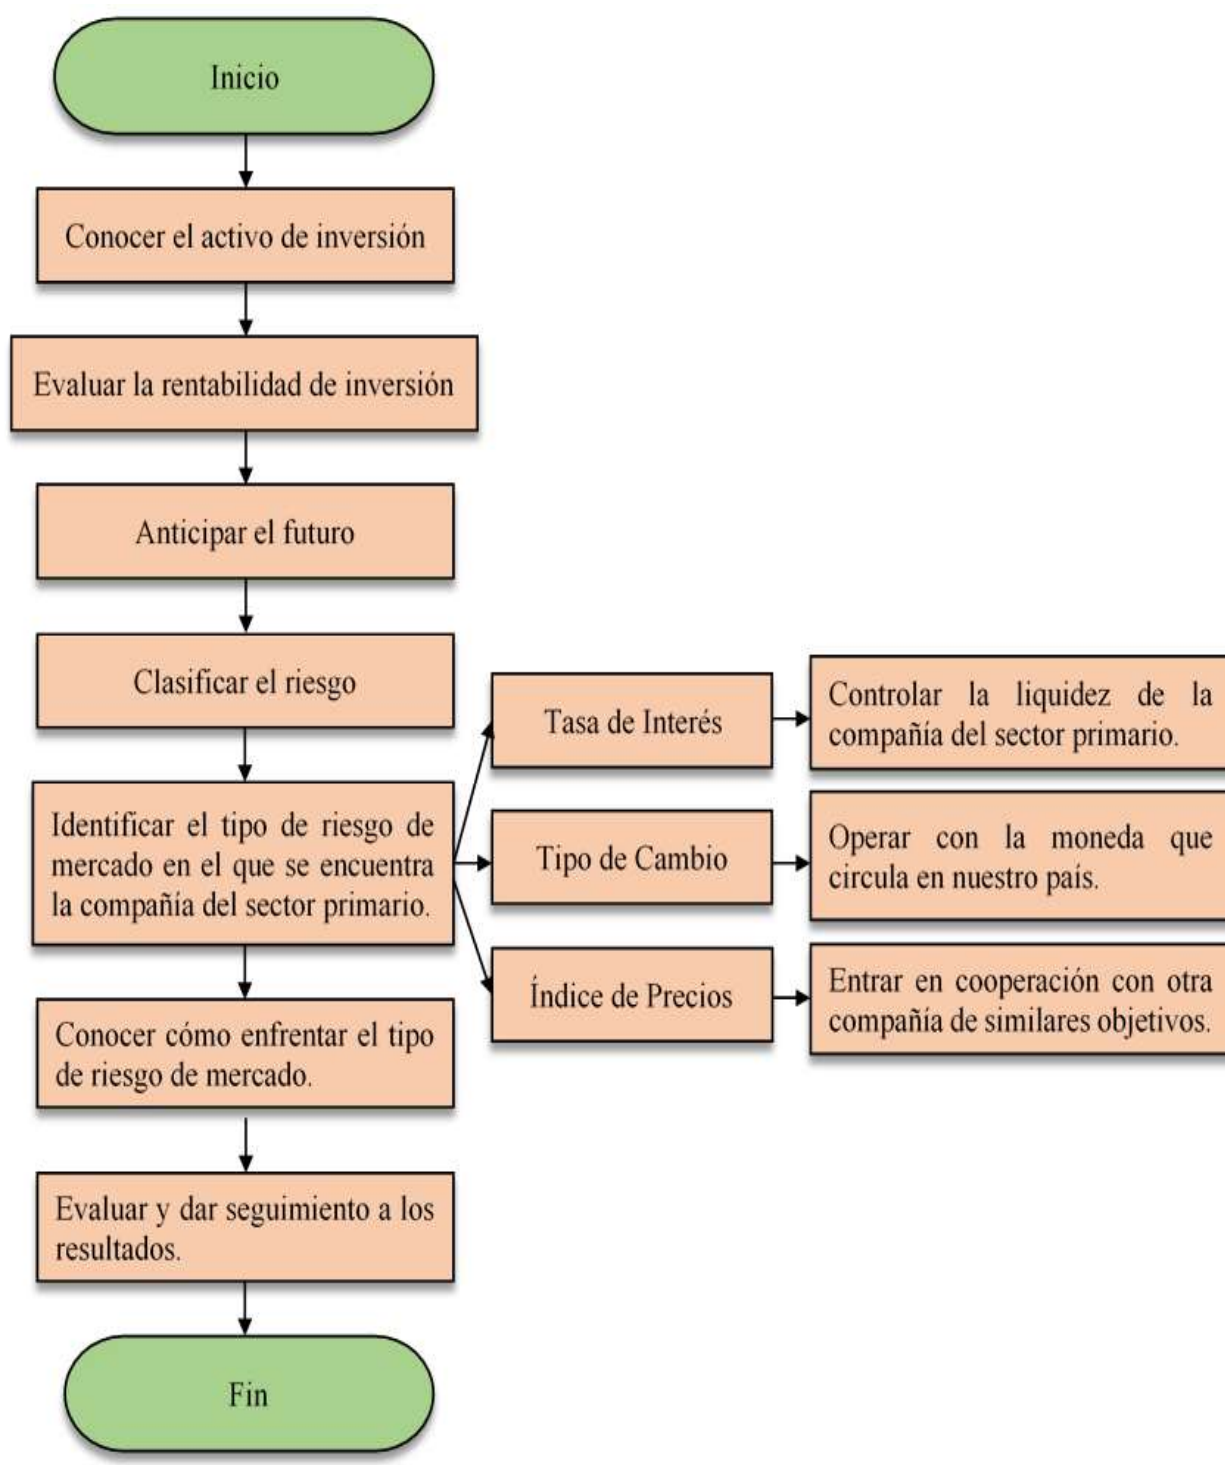 Inicio
Conocer el activo de inversión
Evaluar la rentabilidad de inversión
Anticipar el futuro
Clasificar el riesgo
Identificar el tipo de riesgo de
mercado en el que se encuentra
la compañía del sector primario.
Tasa de Interés
Controlar la liquidez de la
compañía del sector primario.
Tipo de Cambio
Operar con la moneda que
circula en nuestro país.
Índice de Precios
Entrar en cooperación con otra
compañía de similares objetivos.
Conocer cómo enfrentar el tipo
de riesgo de mercado.
Evaluar y dar seguimiento a los
resultados.
Fin